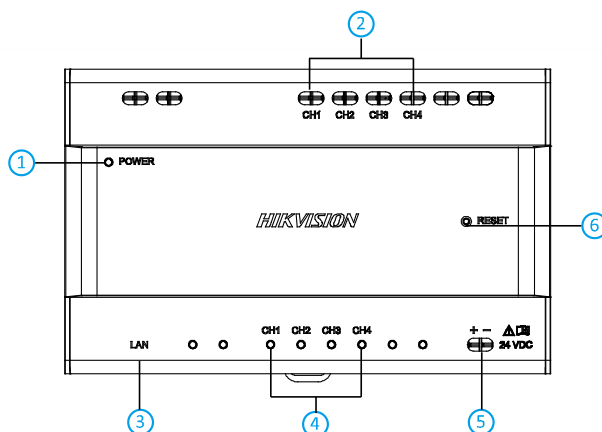 2
CH1 CH2 CH3 CH4
1 POWER
HIKVISION
RESET 6
CH1 CH2 CH3 CH4 + −
LAN 24 VDC
3 4 5